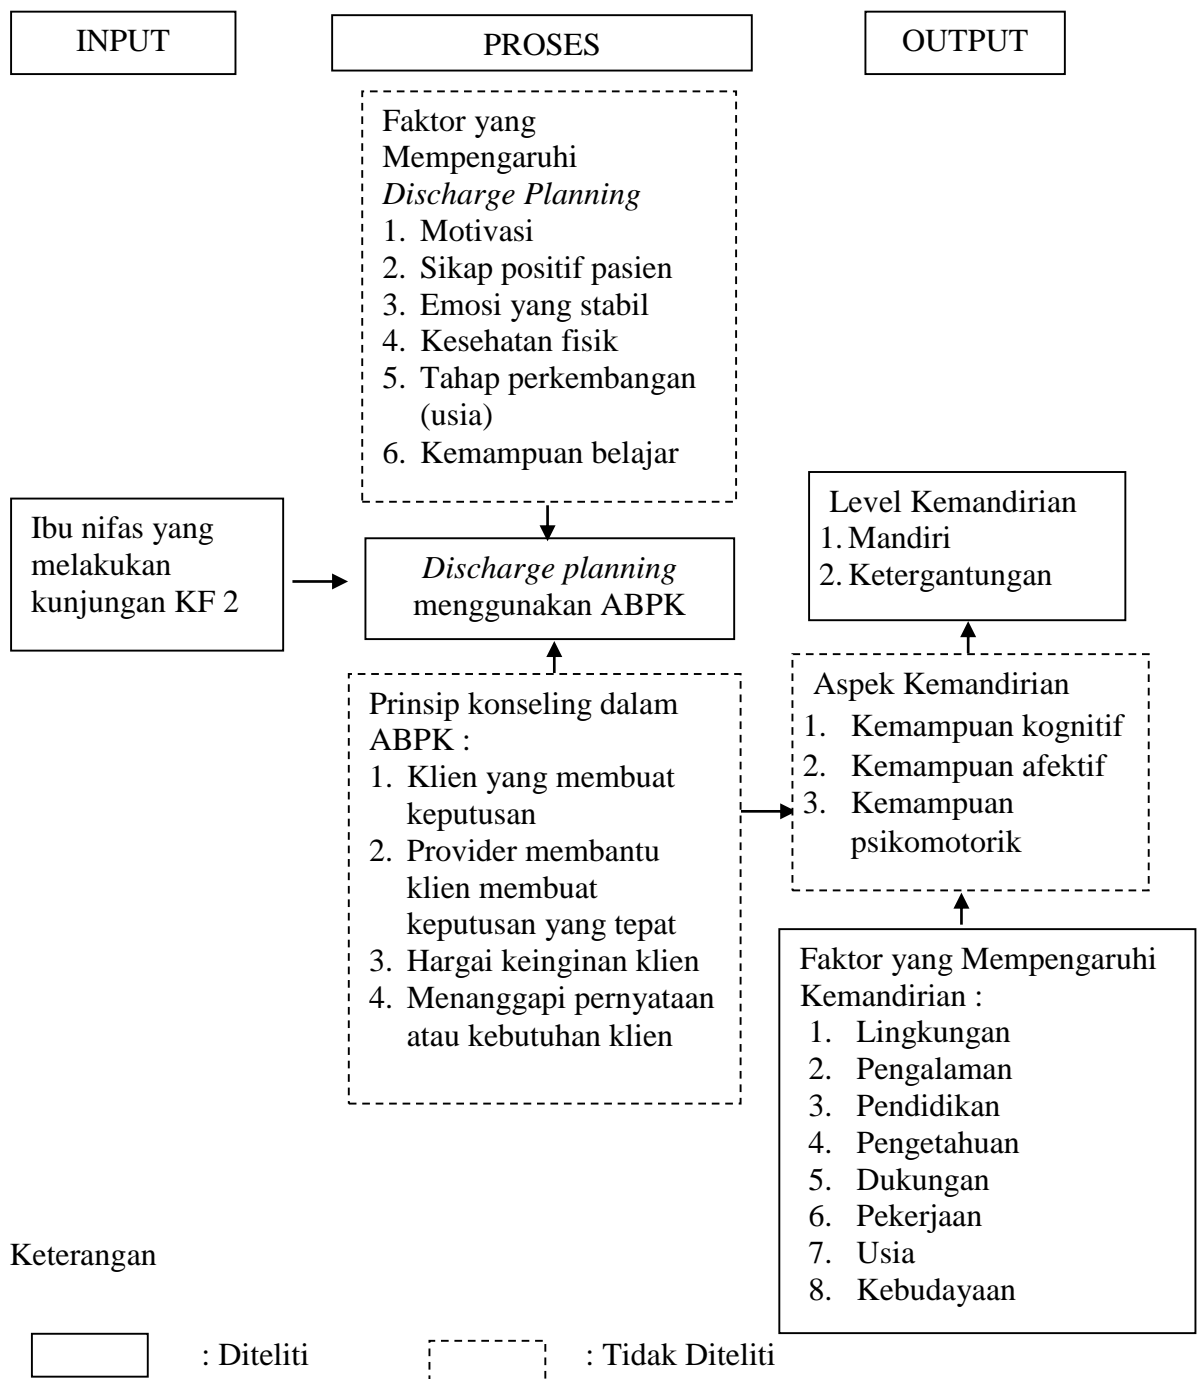 INPUT
PROSES
OUTPUT
Faktor yang
Mempengaruhi
Discharge Planning
1. Motivasi
2. Sikap positif pasien
3. Emosi yang stabil
4. Kesehatan fisik
5. Tahap perkembangan
(usia)
6. Kemampuan belajar
Ibu nifas yang
melakukan
kunjungan KF 2
Discharge planning
menggunakan ABPK
Level Kemandirian
1. Mandiri
2. Ketergantungan
Prinsip konseling dalam
ABPK :
1. Klien yang membuat
keputusan
2. Provider membantu
klien membuat
keputusan yang tepat
3. Hargai keinginan klien
4. Menanggapi pernyataan
atau kebutuhan klien
Aspek Kemandirian
1. Kemampuan kognitif
2. Kemampuan afektif
3. Kemampuan
psikomotorik
Faktor yang Mempengaruhi
Kemandirian :
1. Lingkungan
2. Pengalaman
3. Pendidikan
4. Pengetahuan
5. Dukungan
6. Pekerjaan
7. Usia
8. Kebudayaan
Keterangan
: Diteliti
: Tidak Diteliti